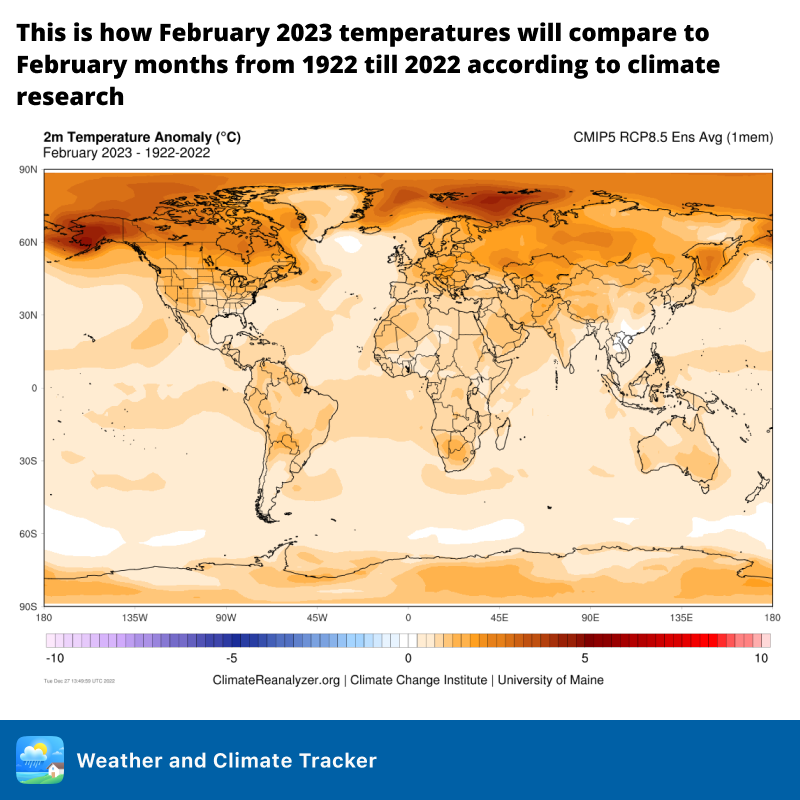 This is how February 2023 temperatures will compare to
February months from 1922 till 2022 according to climate
research
2m Temperature Anomaly (°C)
CMIP5 RCP8.5 Ens Avg (1mem)
February 2023 - 1922-2022
90N
60N
30N
0
30S
60S
90S
180 135W 90W 45W 0 45E 90E 135E 180
-10 -5 0 5 10
Tue Dec 27 13:49:55 UTC 2022
ClimateReanalyzer.org | Climate Change Institute | University of Maine
Weather and Climate Tracker